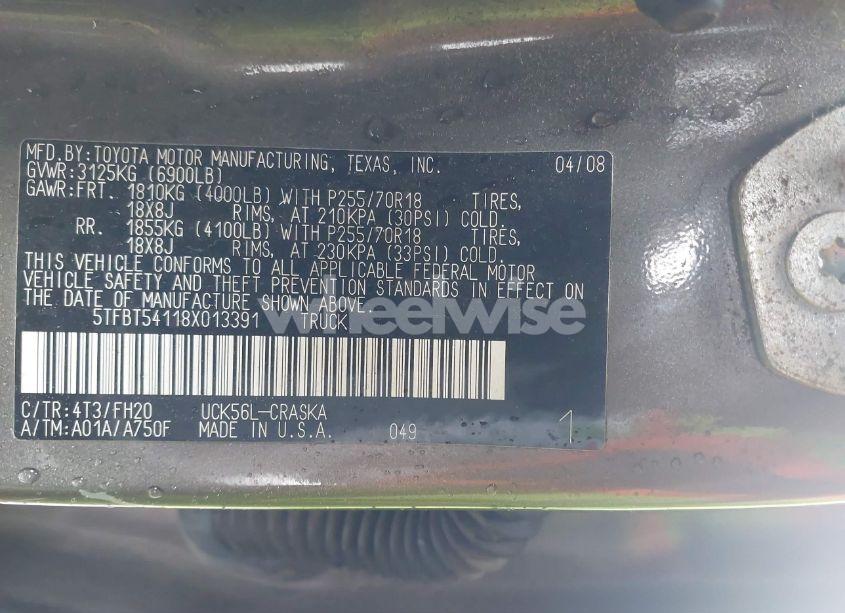 MFD.BY:TOYOTA MOTOR MANUFACTURING, TEXAS, INC. 04/08
GVWR:3125KG (6900LB)
GAWR:FRT. 1810KG (4000LB) WITH P255/70R18 TIRES,
18X8J RIMS, AT 210KPA (30PSI) COLD.
RR. 1855KG (4100LB) WITH P255/70R18 TIRES,
18X8J RIMS, AT 230KPA (33PSI) COLD.
THIS VEHICLE CONFORMS TO ALL APPLICABLE FEDERAL MOTOR
VEHICLE SAFETY AND THEFT PREVENTION STANDARDS IN EFFECT ON
THE DATE OF MANUFACTURE SHOWN ABOVE.
5TFBT54118X013391 TRUCK
wheelwise
C/TR:4T3/FH20 UCK56L-CRASKA
A/TM:A01A/A750F MADE IN U.S.A. 049 1